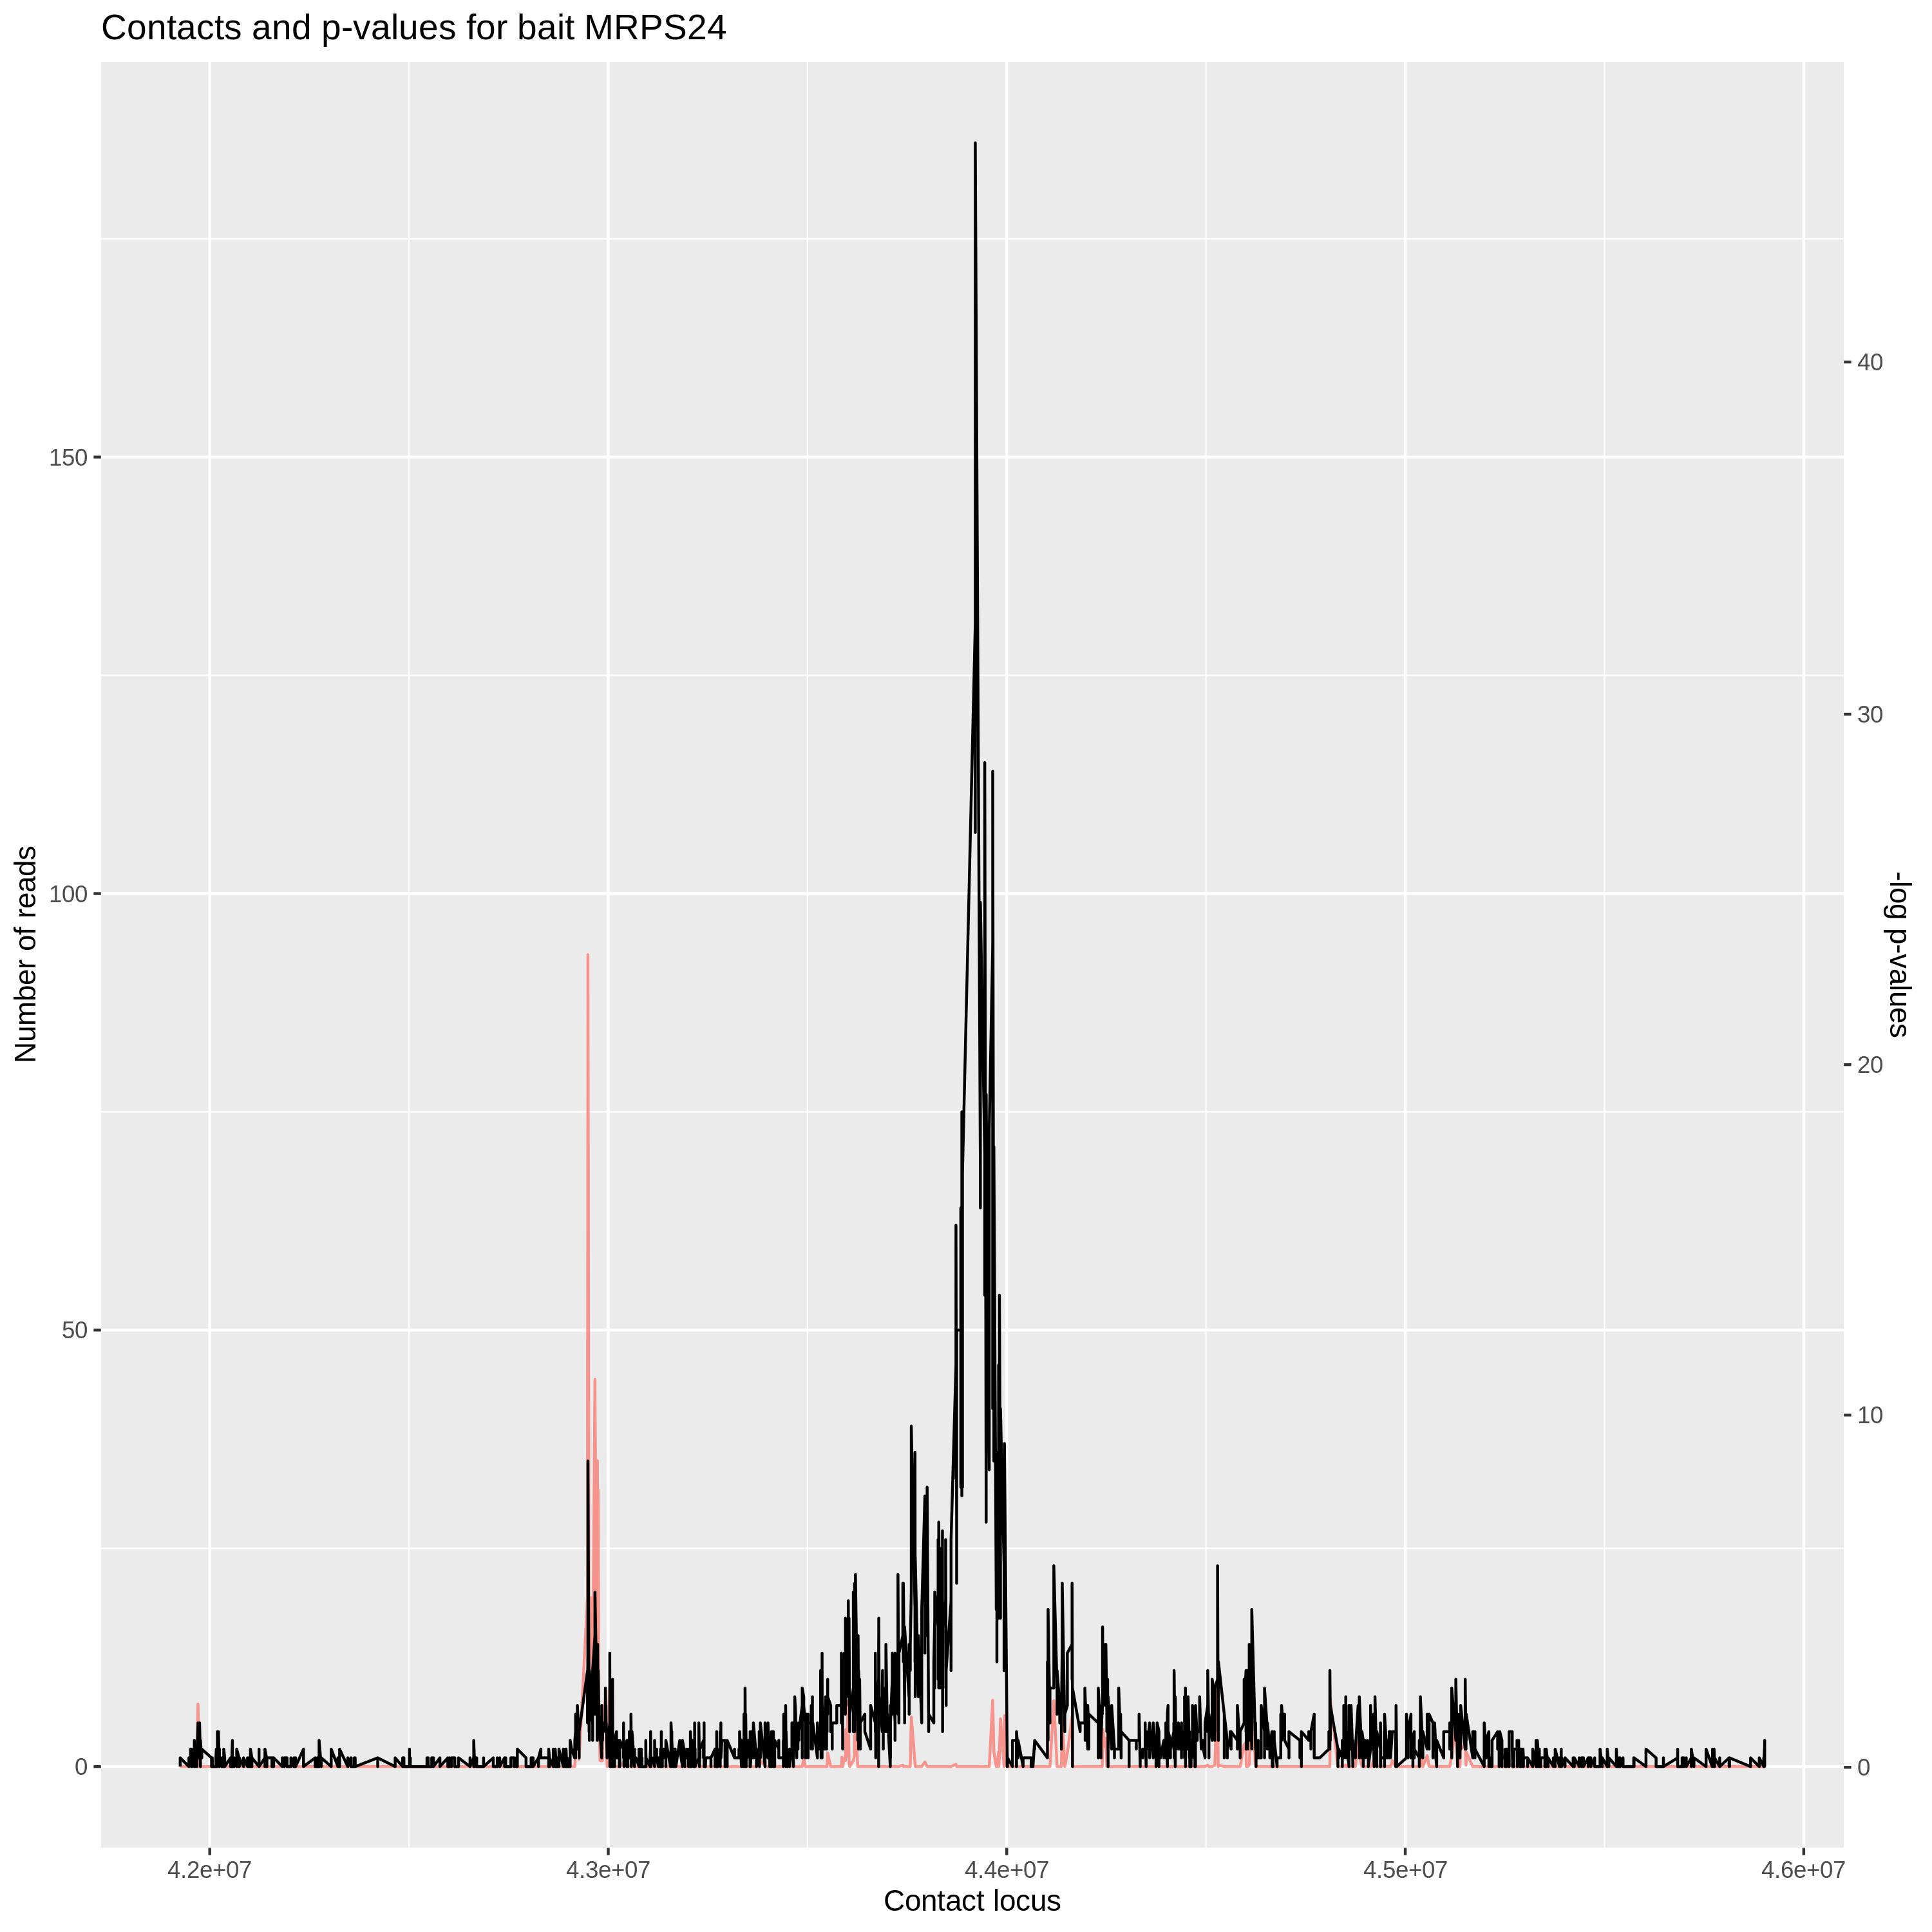 Contacts and p-values for bait MRPS24
150
100
50
0
Number of reads
40
30
20
10
0
-log p-values
4.2e+07 4.3e+07 4.4e+07 4.5e+07 4.6e+07
Contact locus